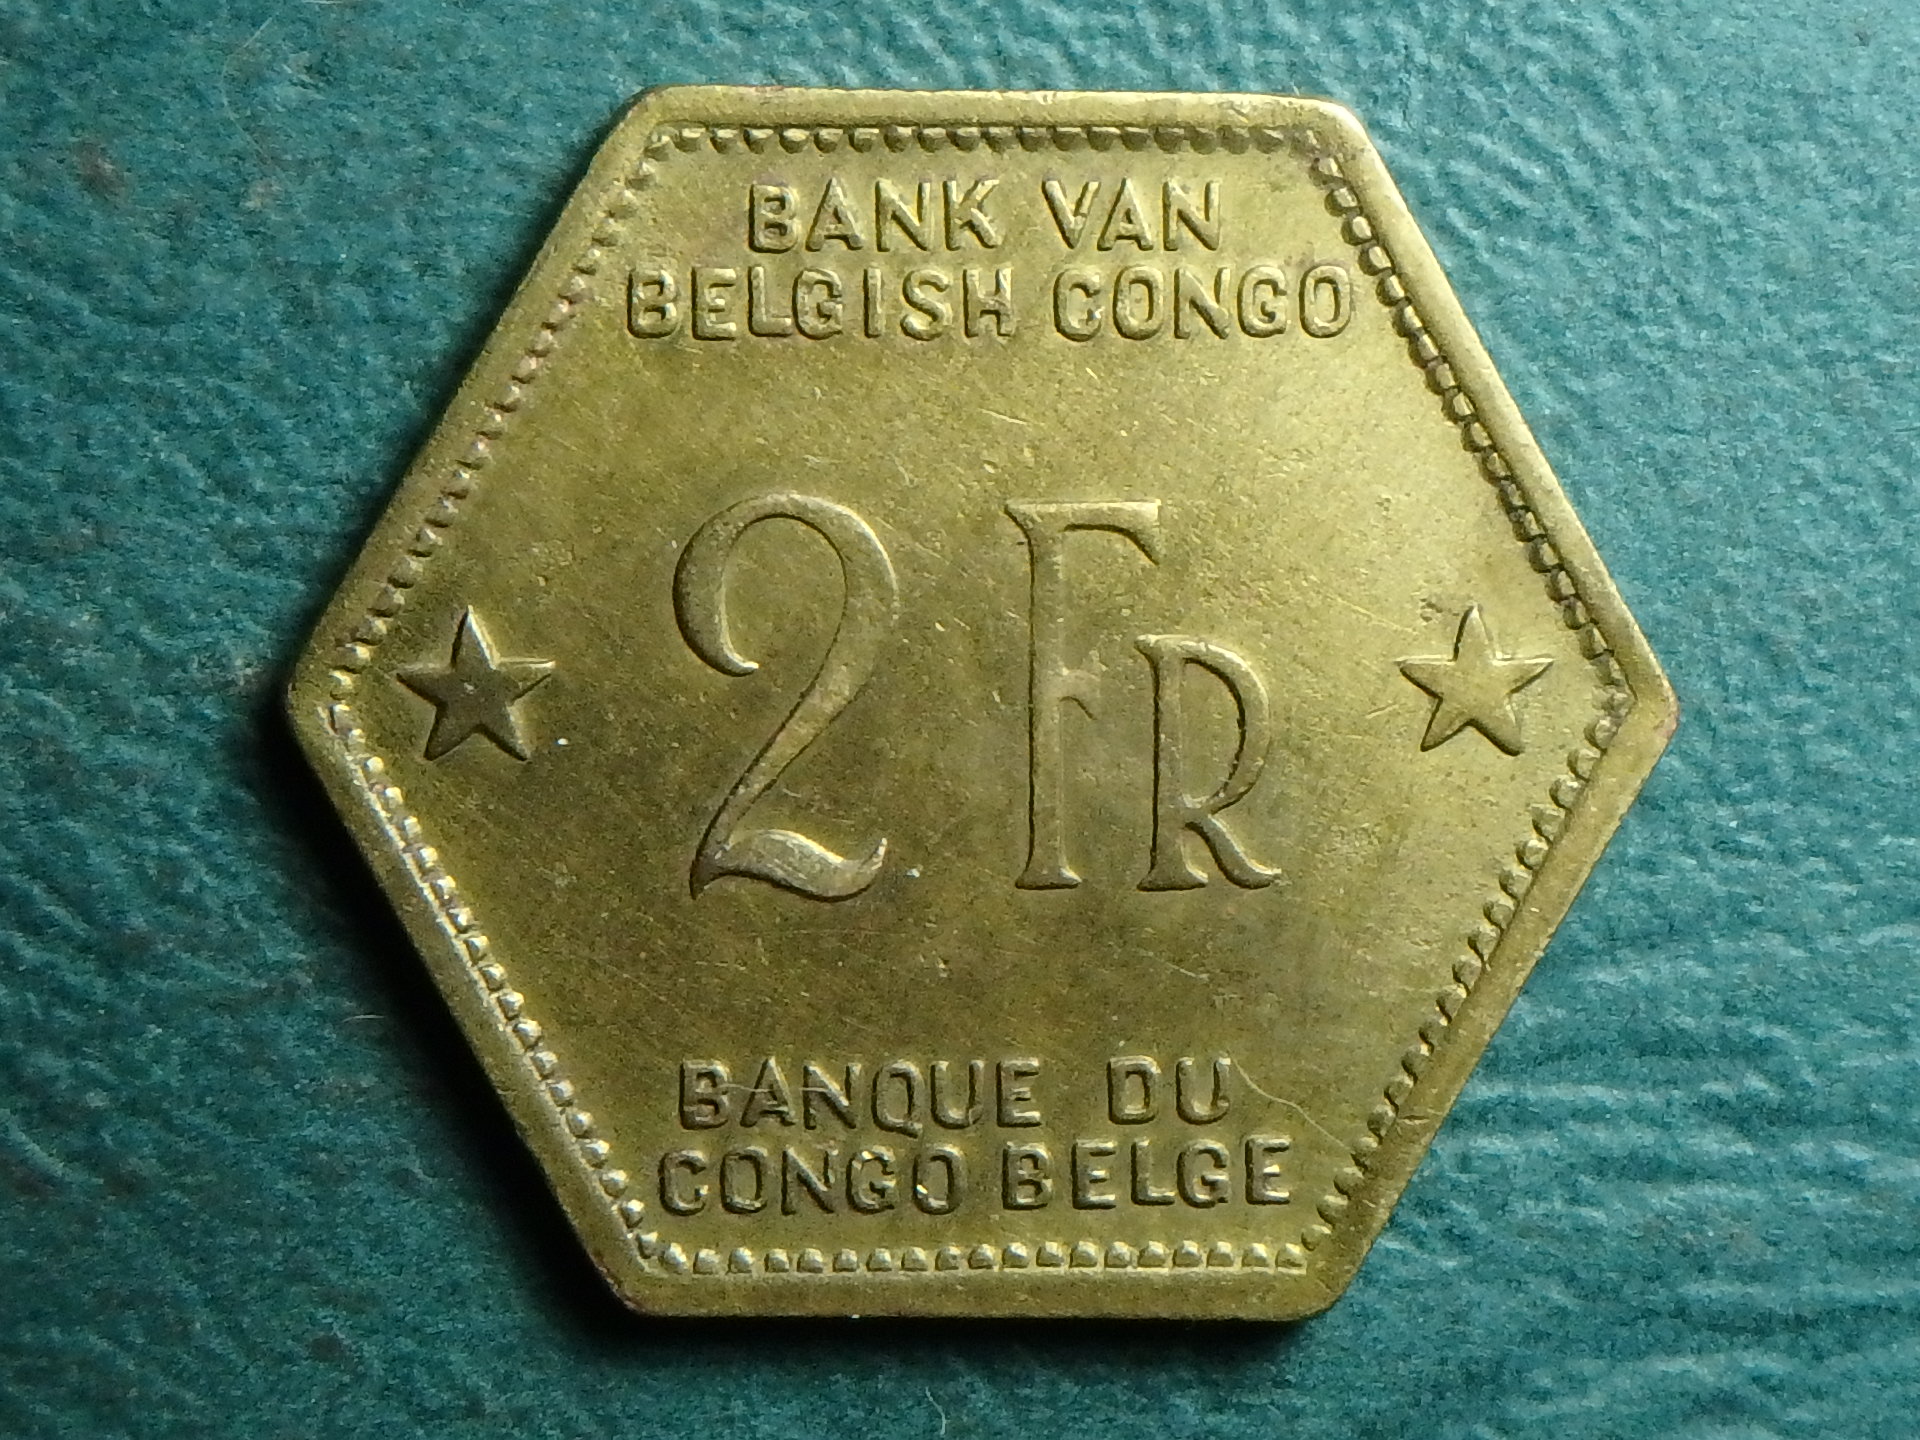 BANK VAN
BELGISH CONGO
2 FR
BANQUE DU
CONGO BELGE